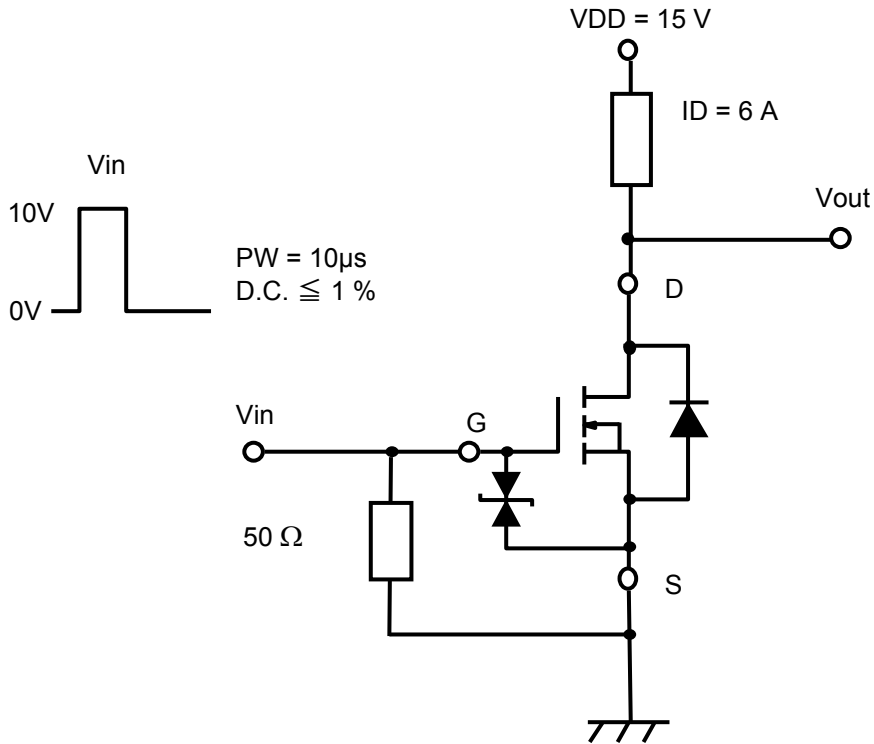 VDD = 15 V
ID = 6 A
Vin
10V
Vout
PW = 10μs
D.C. ≦ 1 %
0V
D
Vin
G
50 Ω
S